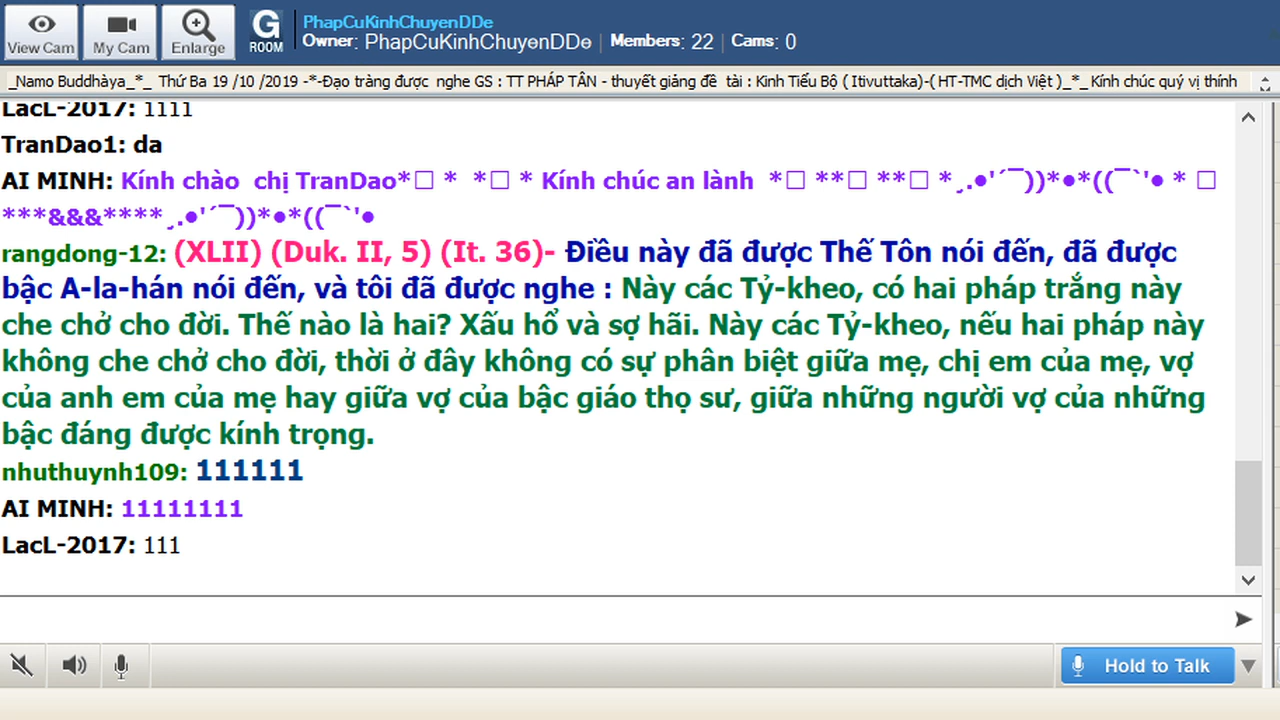 PhapCuKinhChuyenDDe
View Cam My Cam Enlarge G ROOM Owner: PhapCuKinhChuyenDDe | Members: 22 | Cams: 0
_Namo Buddhàya_*_ Thứ Ba 19 /10 /2019 -*-Đạo tràng được nghe GS : TT PHÁP TÂN - thuyết giảng đề tài : Kinh Tiểu Bộ ( Itivuttaka)-( HT-TMC dịch Việt )_*_ Kính chúc quý vị thính
LacL-2017: 1111
TranDao1: da
AI MINH: Kính chào chị TranDao*□ * *□ * Kính chúc an lành *□ **□ **□ *¸.●'´¯))*●*((¯`'● * □
***&&&****¸.●'´¯))*●*((¯`'●
rangdong-12: (XLII) (Duk. II, 5) (It. 36)- Điều này đã được Thế Tôn nói đến, đã được
bậc A-la-hán nói đến, và tôi đã được nghe : Này các Tỷ-kheo, có hai pháp trắng này
che chở cho đời. Thế nào là hai? Xấu hổ và sợ hãi. Này các Tỷ-kheo, nếu hai pháp này
không che chở cho đời, thời ở đây không có sự phân biệt giữa mẹ, chị em của mẹ, vợ
của anh em của mẹ hay giữa vợ của bậc giáo thọ sư, giữa những người vợ của những
bậc đáng được kính trọng.
nhuthuynh109: 111111
AI MINH: 11111111
LacL-2017: 111
Hold to Talk